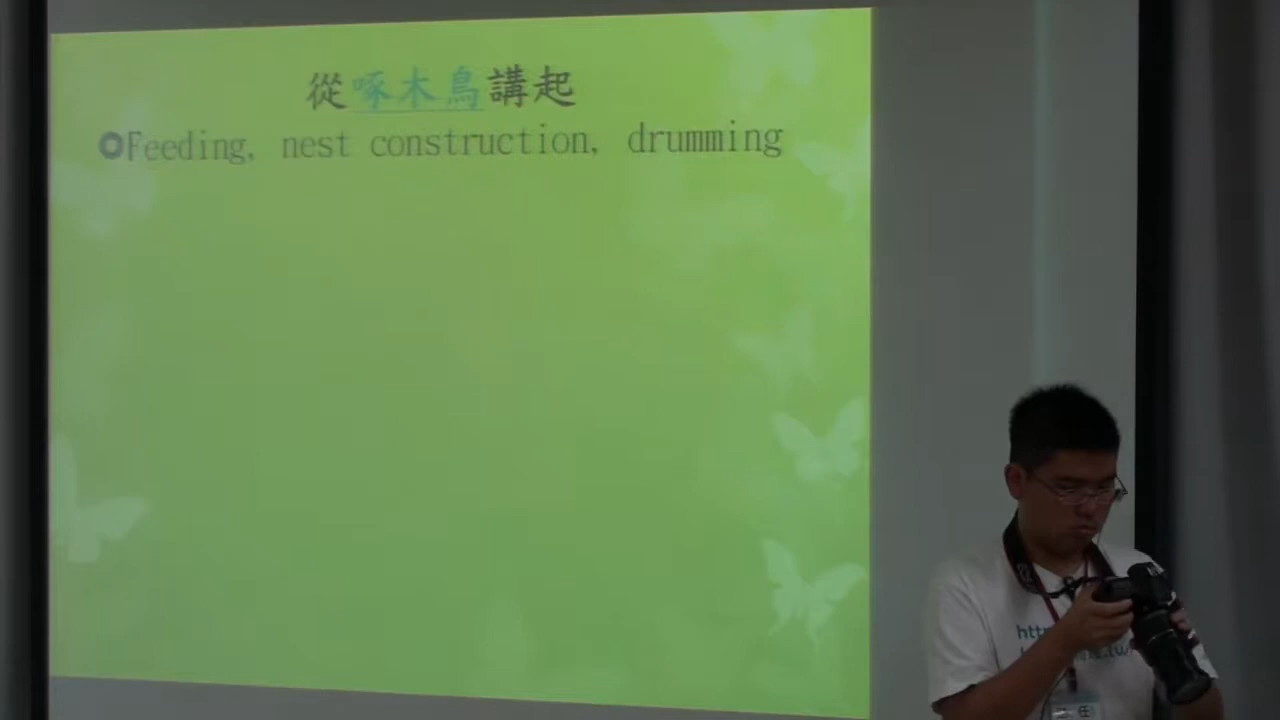 從啄木鳥講起
Feeding, nest construction, drumming